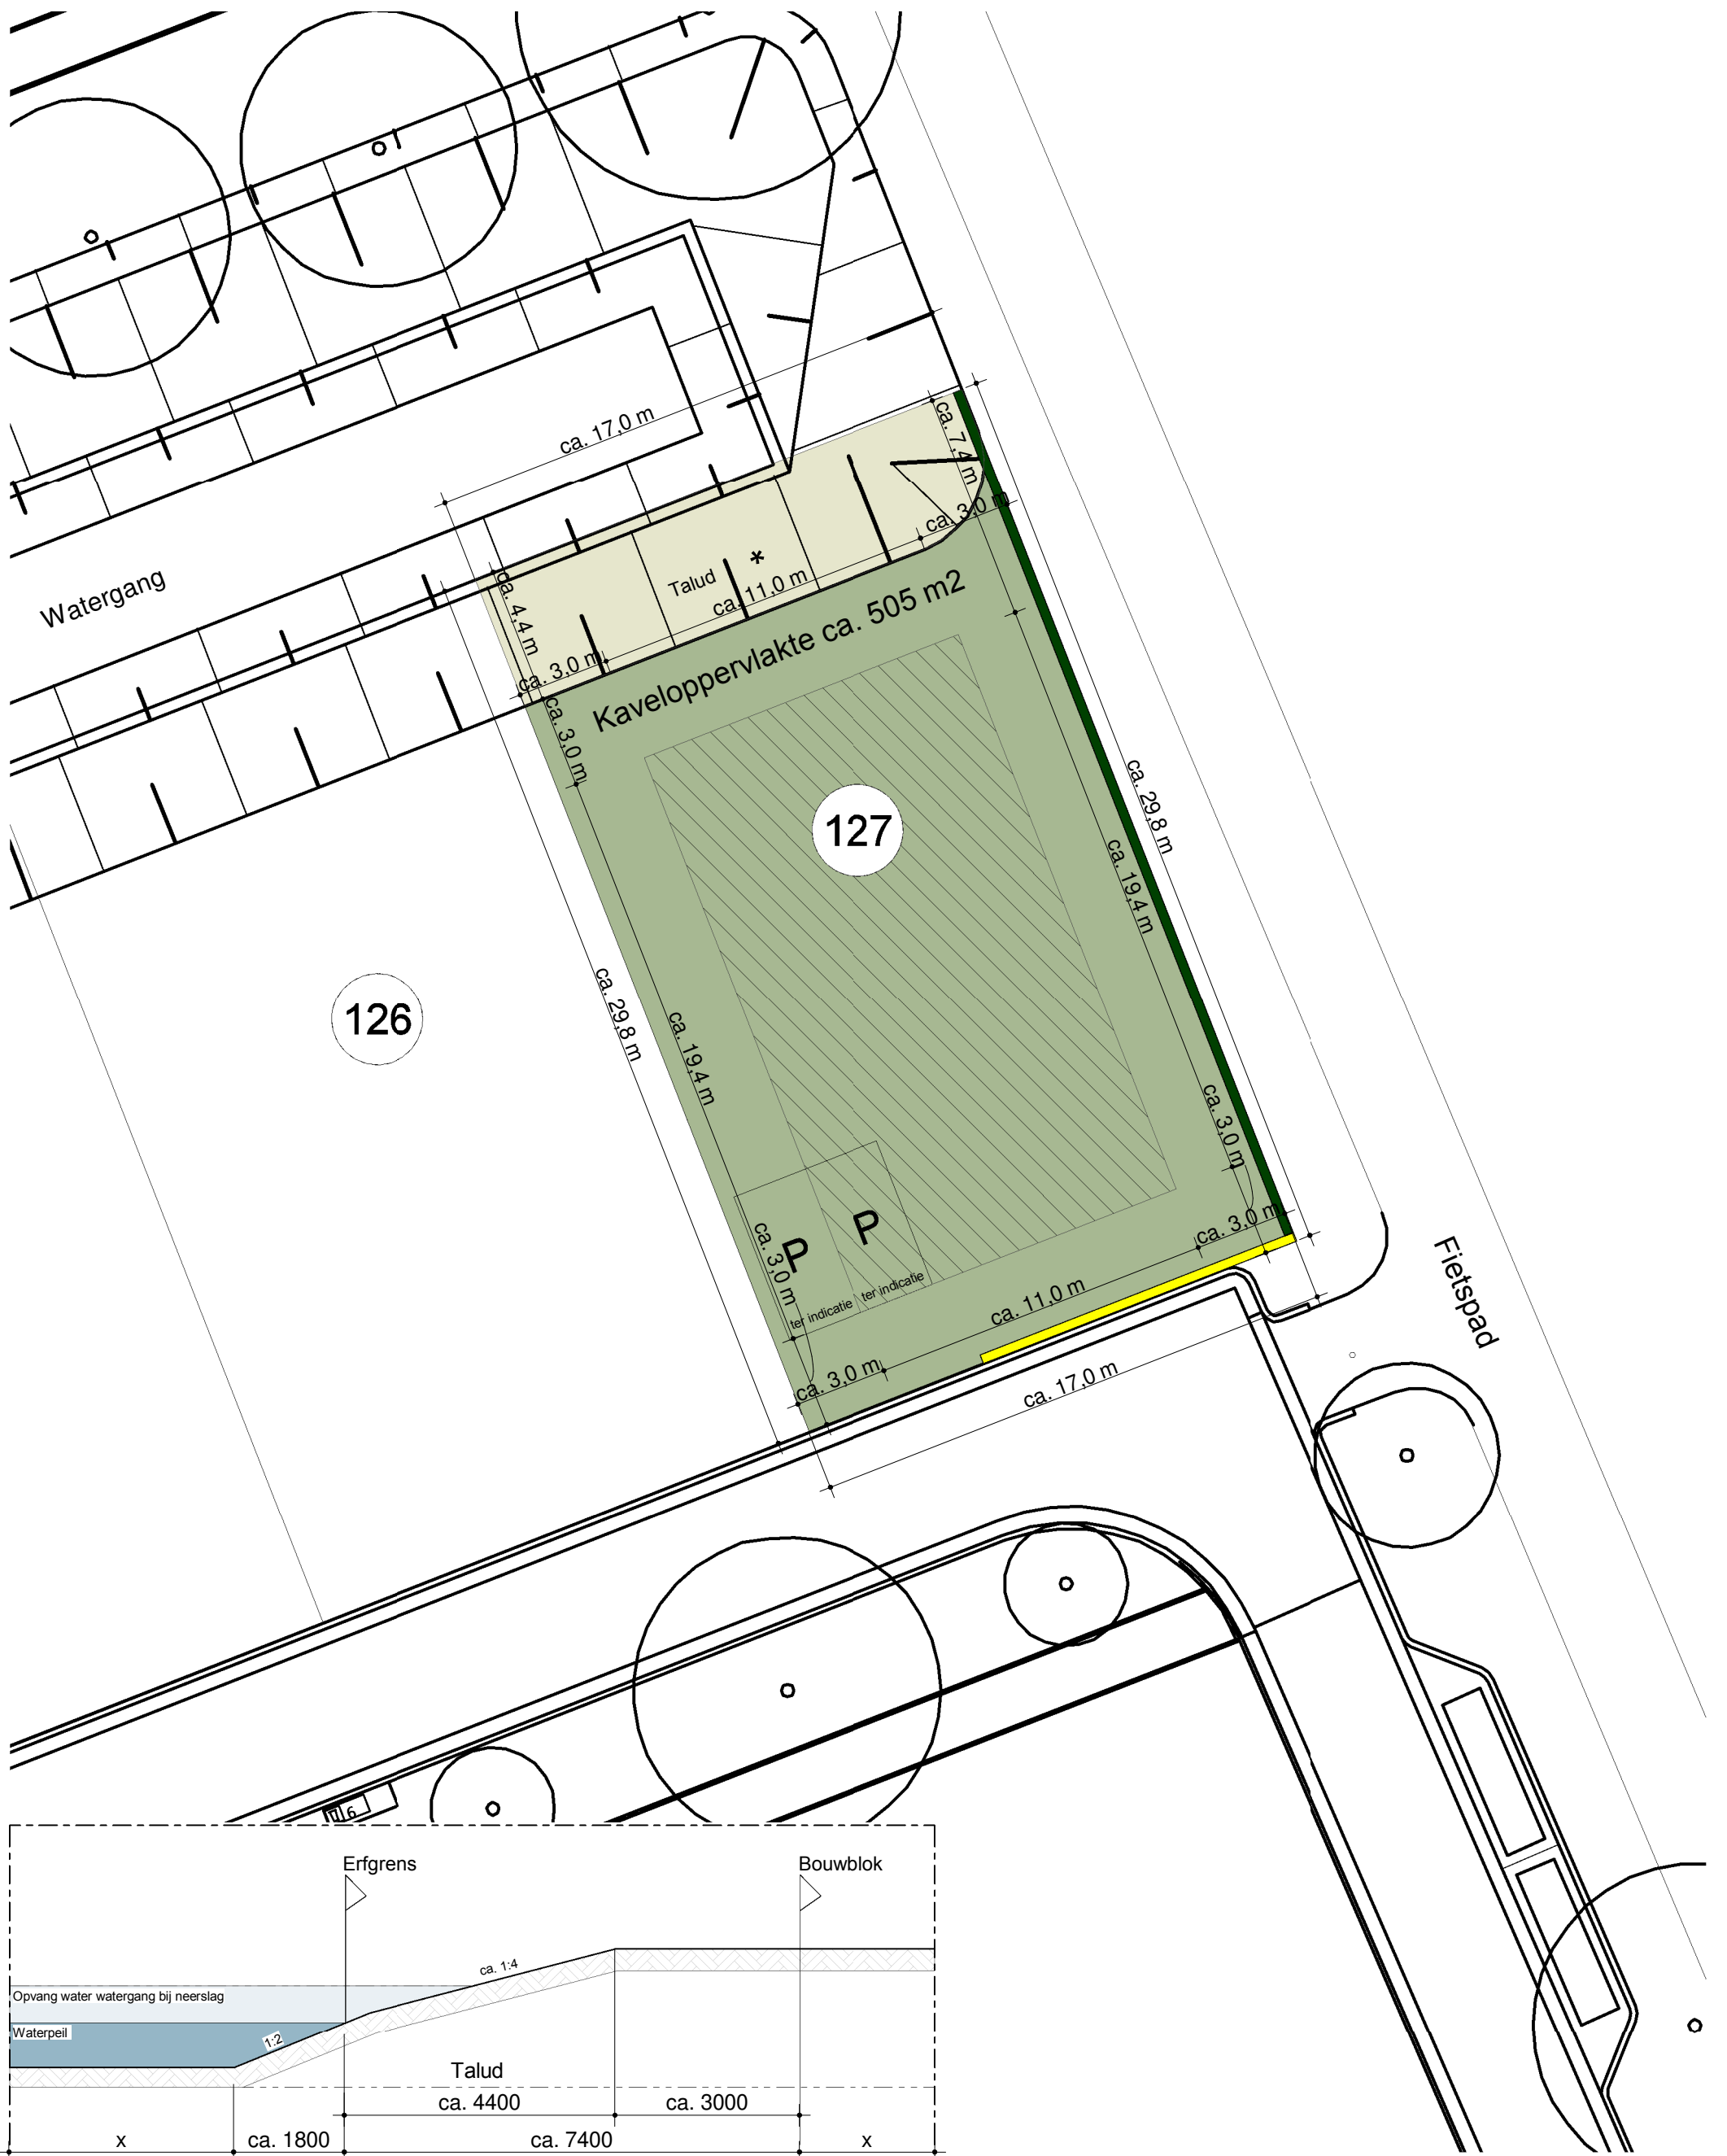 ca. 17,0 m
ca. 7,4 m
ca. 3,0 m
Watergang
ca. 4,4 m
Talud
*
ca. 11,0 m
ca. 3,0 m
Kaveloppervlakte ca. 505 m2
ca. 3,0 m
127
ca. 29,8 m
ca. 19,4 m
126
ca. 29,8 m
ca. 19,4 m
ca. 3,0 m
P
P
ca. 3,0 m
ca. 3,0 m
ter indicatie
ter indicatie
ca. 11,0 m
ca. 3,0 m
ca. 17,0 m
Fietspad
6
Erfgrens
Bouwblok
ca. 1:4
Opvang water watergang bij neerslag
Waterpeil
1:2
Talud
ca. 4400
ca. 3000
x
ca. 1800
ca. 7400
x